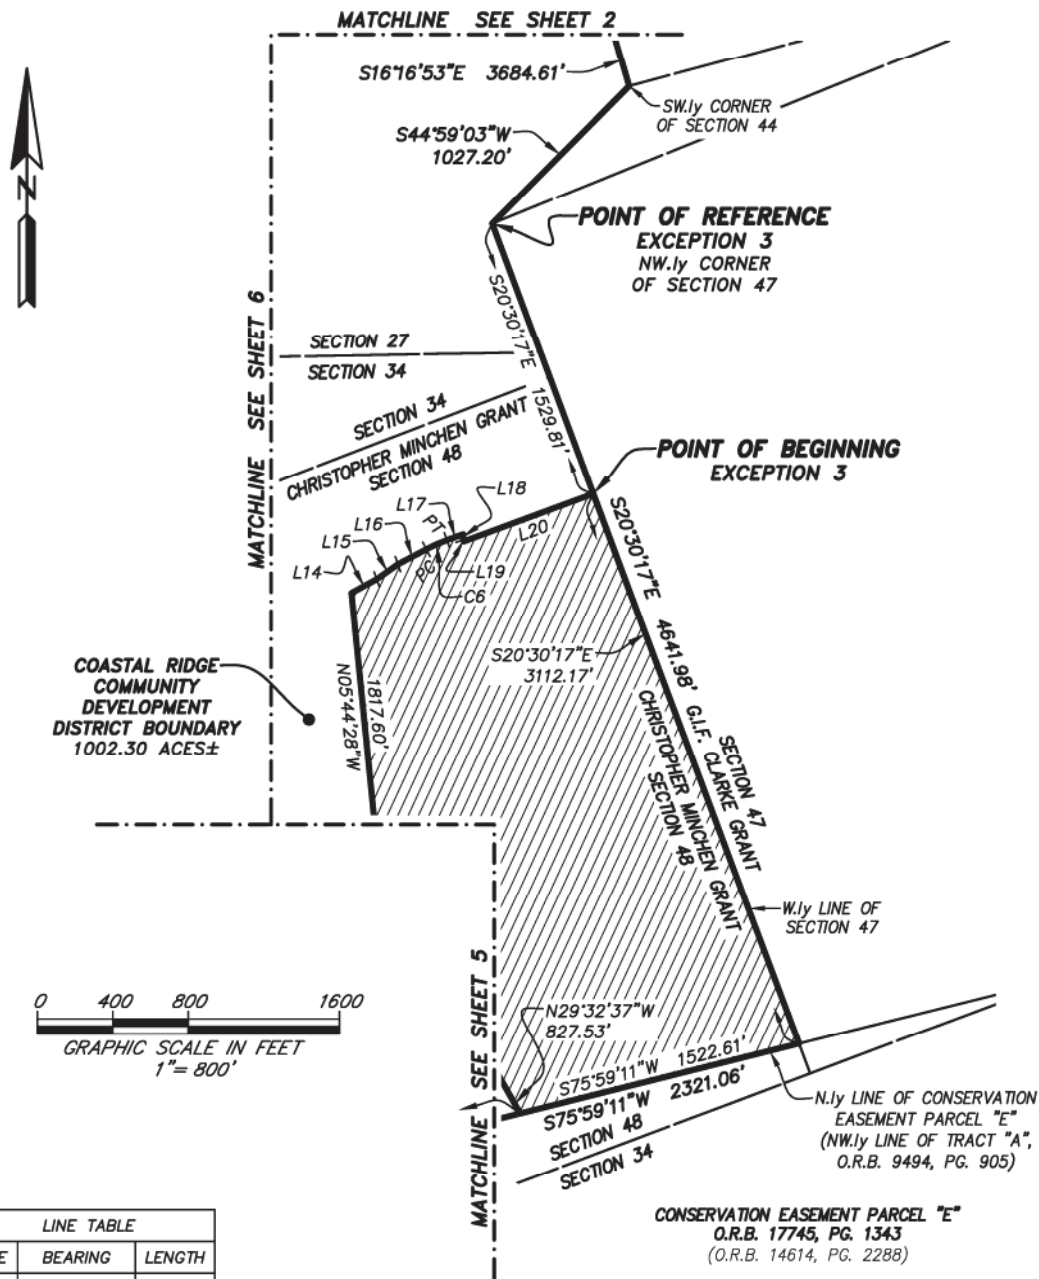 MATCHLINE SEE SHEET 2
S16°16'53"E 3684.61'
SW.ly CORNER
OF SECTION 44
S44°59'03"W
1027.20'
N
POINT OF REFERENCE
EXCEPTION 3
NW.ly CORNER
OF SECTION 47
S20°30'17"E 1529.81'
MATCHLINE SEE SHEET 6
SECTION 27
SECTION 34
SECTION 34
CHRISTOPHER MINCHEN GRANT
SECTION 48
POINT OF BEGINNING
EXCEPTION 3
L18
L17
PT
L16
L15
L14
L20
L19
PC
C6
S20°30'17"E 4641.98'
S20°30'17"E
3112.17'
COASTAL RIDGE
COMMUNITY
DEVELOPMENT
DISTRICT BOUNDARY
1002.30 ACES±
N05°44'28"W
1817.60'
SECTION 47
G.I.F. CLARKE GRANT
CHRISTOPHER MINCHEN GRANT
SECTION 48
W.ly LINE OF
SECTION 47
MATCHLINE SEE SHEET 5
0 400 800 1600
GRAPHIC SCALE IN FEET
1"= 800'
N29°32'37"W
827.53'
S75°59'11"W 1522.61'
S75°59'11"W 2321.06'
SECTION 48
SECTION 34
N.ly LINE OF CONSERVATION
EASEMENT PARCEL "E"
(NW.ly LINE OF TRACT "A",
O.R.B. 9494, PG. 905)
CONSERVATION EASEMENT PARCEL "E"
O.R.B. 17745, PG. 1343
(O.R.B. 14614, PG. 2288)
LINE TABLE
E BEARING LENGTH